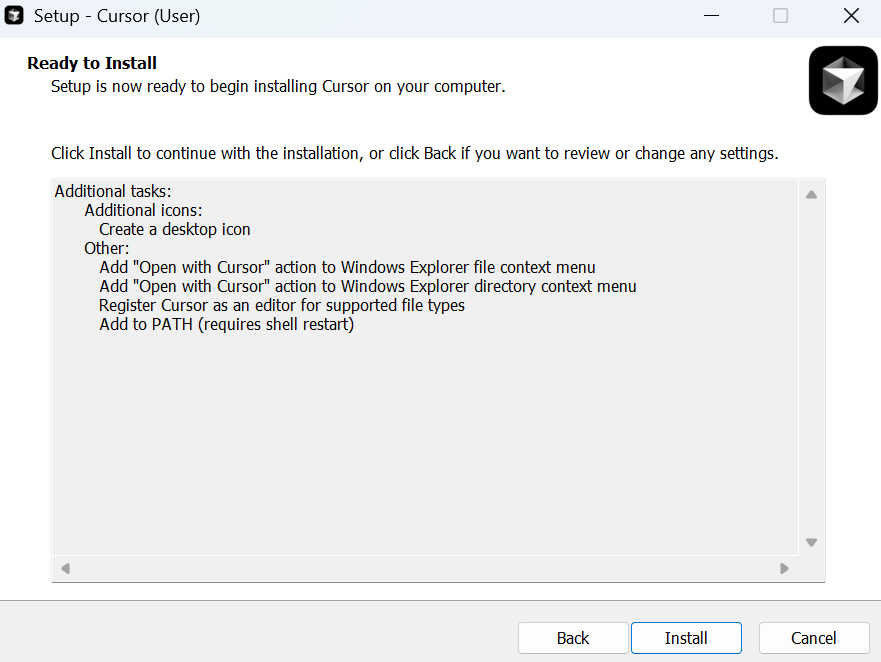 Setup - Cursor (User)
Ready to Install
Setup is now ready to begin installing Cursor on your computer.
Click Install to continue with the installation, or click Back if you want to review or change any settings.
Additional tasks:
Additional icons:
Create a desktop icon
Other:
Add "Open with Cursor" action to Windows Explorer file context menu
Add "Open with Cursor" action to Windows Explorer directory context menu
Register Cursor as an editor for supported file types
Add to PATH (requires shell restart)
Back
Install
Cancel